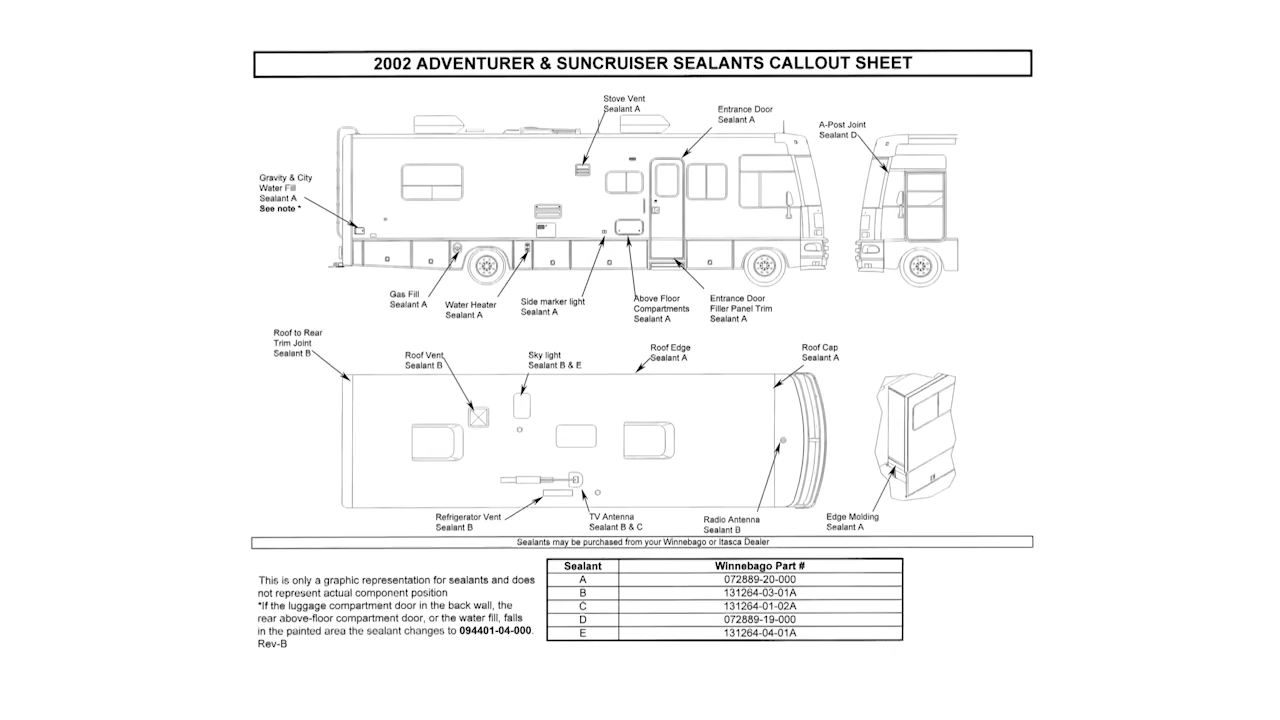 2002 ADVENTURER & SUNCRUISER SEALANTS CALLOUT SHEET
Stove Vent
Sealant A
Entrance Door
Sealant A
A-Post Joint
Sealant D
Gravity & City
Water Fill
Sealant A
See note *
Gas Fill
Sealant A
Water Heater
Sealant A
Side marker light
Sealant A
Above Floor
Compartments
Sealant A
Entrance Door
Filler Panel Trim
Sealant A
Roof to Rear
Trim Joint
Sealant B
Roof Vent
Sealant B
Sky light
Sealant B & E
Roof Edge
Sealant A
Roof Cap
Sealant A
Refrigerator Vent
Sealant B
TV Antenna
Sealant B & C
Radio Antenna
Sealant B
Edge Molding
Sealant A
Sealants may be purchased from your Winnebago or Itasca Dealer
This is only a graphic representation for sealants and does
not represent actual component position
*If the luggage compartment door in the back wall, the
rear above-floor compartment door, or the water fill, falls
in the painted area the sealant changes to 094401-04-000.
Rev-B
Sealant Winnebago Part #
A 072889-20-000
B 131264-03-01A
C 131264-01-02A
D 072889-19-000
E 131264-04-01A